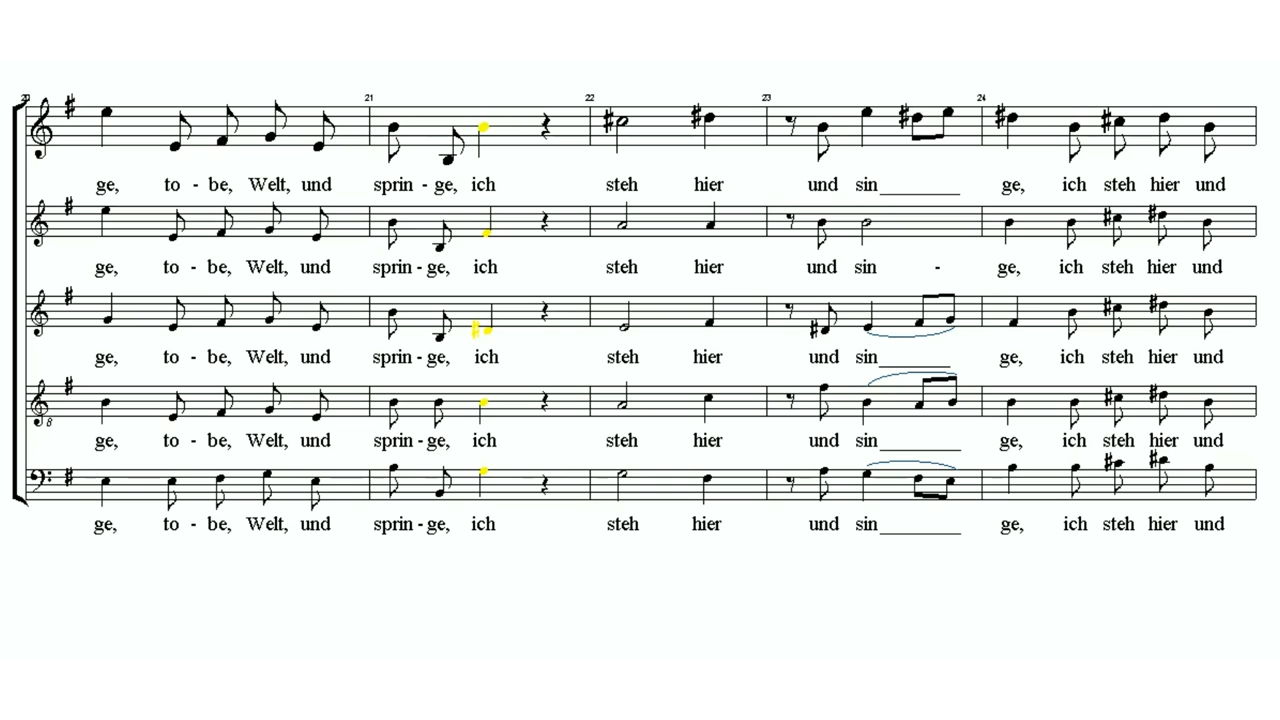 20 21 22 23 24
ge, to - be, Welt, und sprin - ge, ich steh hier und sin________ ge, ich steh hier und
ge, to - be, Welt, und sprin - ge, ich steh hier und sin - ge, ich steh hier und
ge, to - be, Welt, und sprin - ge, ich steh hier und sin_______ ge, ich steh hier und
8
ge, to - be, Welt, und sprin - ge, ich steh hier und sin________ ge, ich steh hier und
ge, to - be, Welt, und sprin - ge, ich steh hier und sin________ ge, ich steh hier und